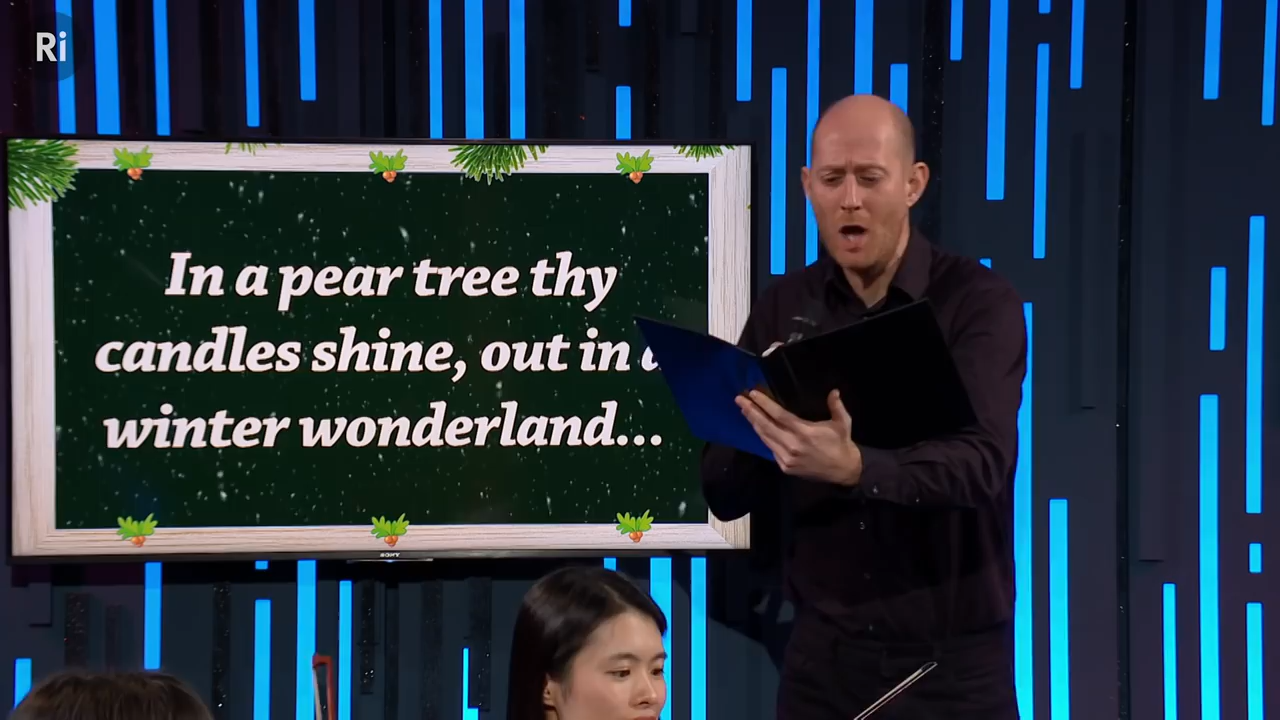 Ri
In a pear tree thy
candles shine, out in a
winter wonderland...
SONY